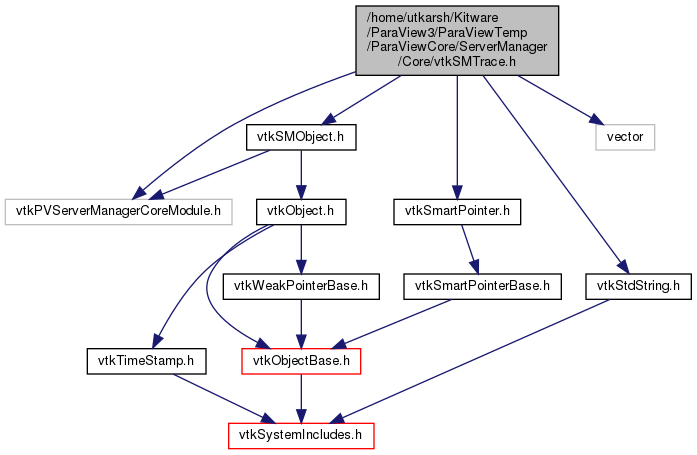 /home/utkarsh/Kitware
/ParaView3/ParaViewTemp
/ParaViewCore/ServerManager
/Core/vtkSMTrace.h
vtkSMObject.h
vector
vtkPVServerManagerCoreModule.h
vtkObject.h
vtkSmartPointer.h
vtkWeakPointerBase.h
vtkSmartPointerBase.h
vtkStdString.h
vtkTimeStamp.h
vtkObjectBase.h
vtkSystemIncludes.h